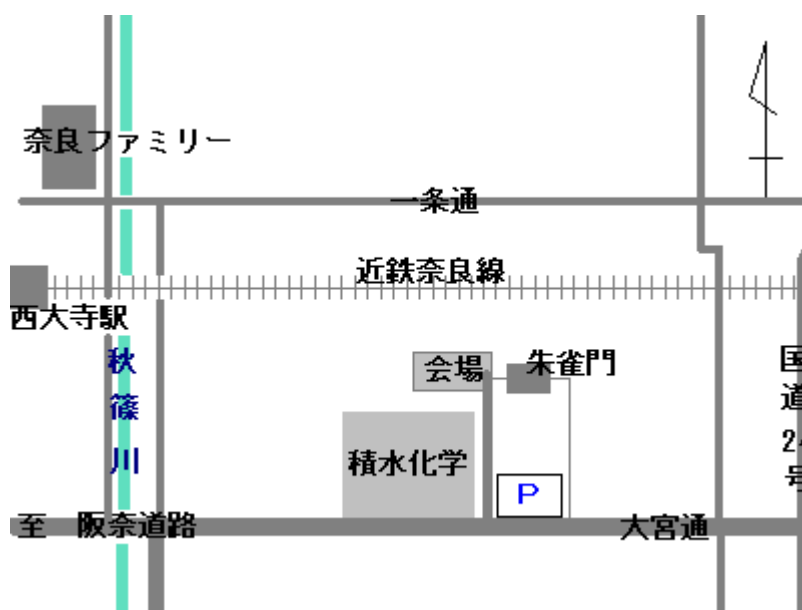 奈良ファミリー
一条通
近鉄奈良線
西大寺駅
秋篠川
会場
朱雀門
国道24号
積水化学
P
至 阪奈道路
大宮通